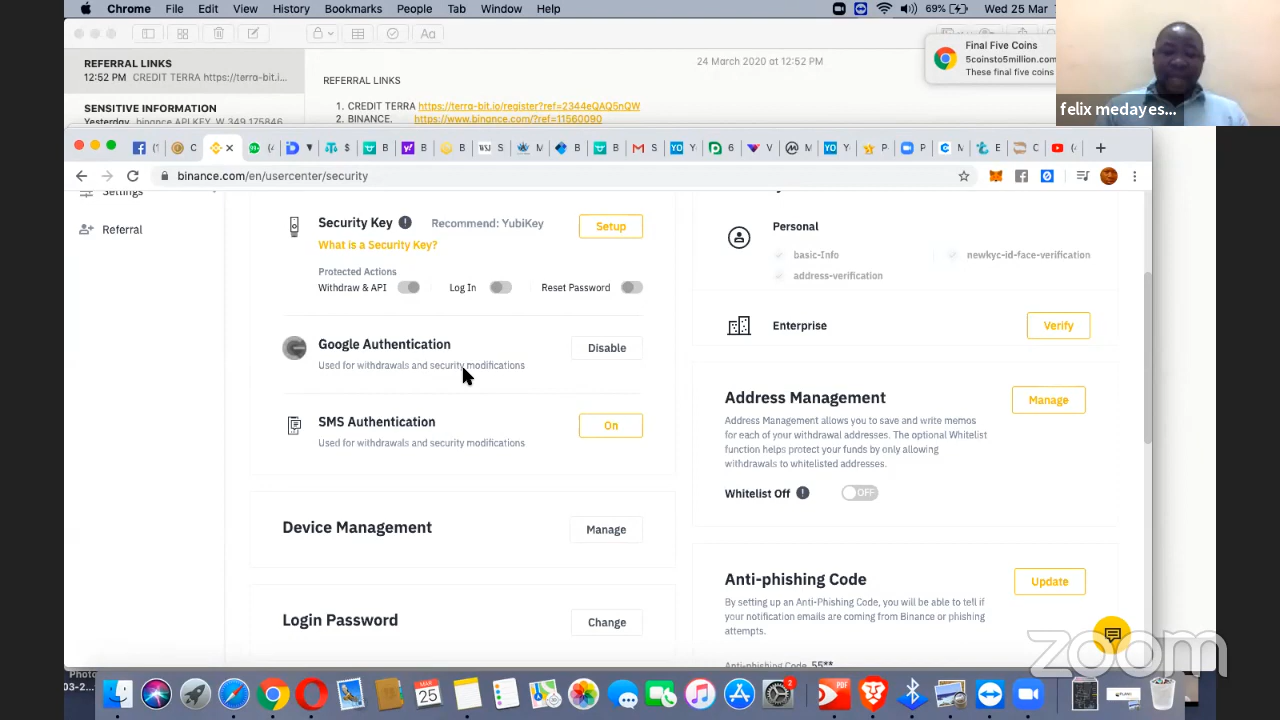 Chrome File Edit View History Bookmarks People Tab Window Help 69% Wed 25 Mar
REFERRAL LINKS
12:52 PM CREDIT TERRA https://terra-bit.i...
SENSITIVE INFORMATION
24 March 2020 at 12:52 PM
REFERRAL LINKS
1. CREDIT TERRA https://terra-bit.io/register?ref=2344eQAQ5nQW
2. BINANCE. https://www.binance.com/?ref=11560090
Final Five Coins
5coinsto5million.com
These final five coins
felix medayes...
binance.com/en/usercenter/security
Settings
Referral
Security Key Recommend: YubiKey Setup
What is a Security Key?
Protected Actions
Withdraw & API Log In Reset Password
Google Authentication
Used for withdrawals and security modifications
Disable
SMS Authentication
Used for withdrawals and security modifications
On
Device Management Manage
Login Password Change
Personal
basic-Info newkyc-id-face-verification
address-verification
Enterprise Verify
Address Management Manage
Address Management allows you to save and write memos
for each of your withdrawal addresses. The optional Whitelist
function helps protect your funds by only allowing
withdrawals to whitelisted addresses.
Whitelist Off OFF
Anti-phishing Code Update
By setting up an Anti-Phishing Code, you will be able to tell if
your notification emails are coming from Binance or phishing
attempts.
Anti-phishing Code 55**
zoom